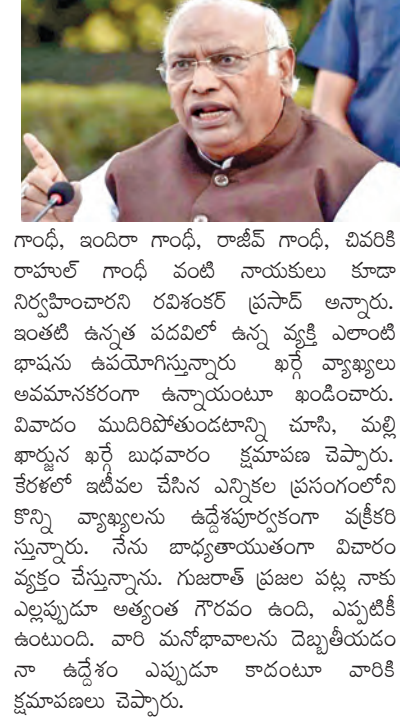 గాంధీ, ఇందిరా గాంధీ, రాజీవ్ గాంధీ, చివరికి
రాహుల్ గాంధీ వంటి నాయకులు కూడా
నిర్వహించారని రవిశంకర్ ప్రసాద్ అన్నారు.
ఇంతటి ఉన్నత పదవిలో ఉన్న వ్యక్తి ఎలాంటి
భాషను ఉపయోగిస్తున్నారు ఖర్గే వ్యాఖ్యలు
అవమానకరంగా ఉన్నాయంటూ ఖండించారు.
వివాదం ముదిరిపోతుండటాన్ని చూసి, మల్లి
ఖార్జున ఖర్గే బుధవారం క్షమాపణ చెప్పారు.
కేరళలో ఇటీవల చేసిన ఎన్నికల ప్రసంగంలోని
కొన్ని వ్యాఖ్యలను ఉద్దేశపూర్వకంగా వక్రీకరి
స్తున్నారు. నేను బాధ్యతాయుతంగా విచారం
వ్యక్తం చేస్తున్నాను. గుజరాత్ ప్రజల పట్ల నాకు
ఎల్లప్పుడూ అత్యంత గౌరవం ఉంది, ఎప్పటికీ
ఉంటుంది. వారి మనోభావాలను దెబ్బతీయడం
నా ఉద్దేశం ఎప్పుడూ కాదంటూ వారికి
క్షమాపణలు చెప్పారు.